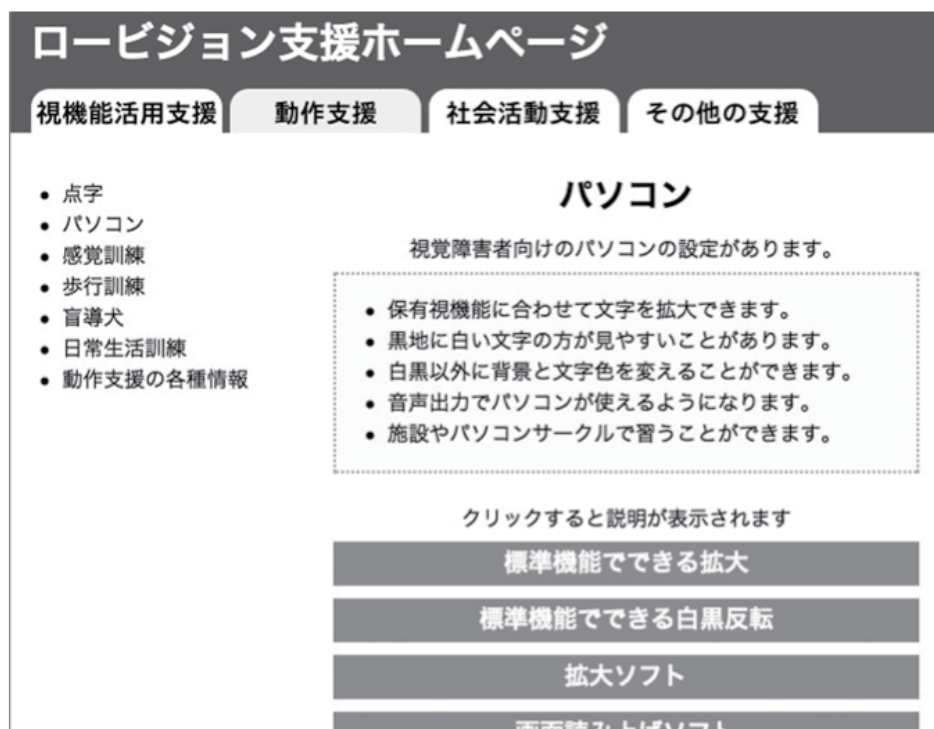 ロービジョン支援ホームページ
視機能活用支援 動作支援 社会活動支援 その他の支援
• 点字
• パソコン
• 感覚訓練
• 歩行訓練
• 盲導犬
• 日常生活訓練
• 動作支援の各種情報
パソコン
視覚障害者向けのパソコンの設定があります。
• 保有視機能に合わせて文字を拡大できます。
• 黒地に白い文字の方が見やすいことがあります。
• 白黒以外に背景と文字色を変えることができます。
• 音声出力でパソコンが使えるようになります。
• 施設やパソコンサークルで習うことができます。
クリックすると説明が表示されます
標準機能でできる拡大
標準機能でできる白黒反転
拡大ソフト
画面読み上げソフト